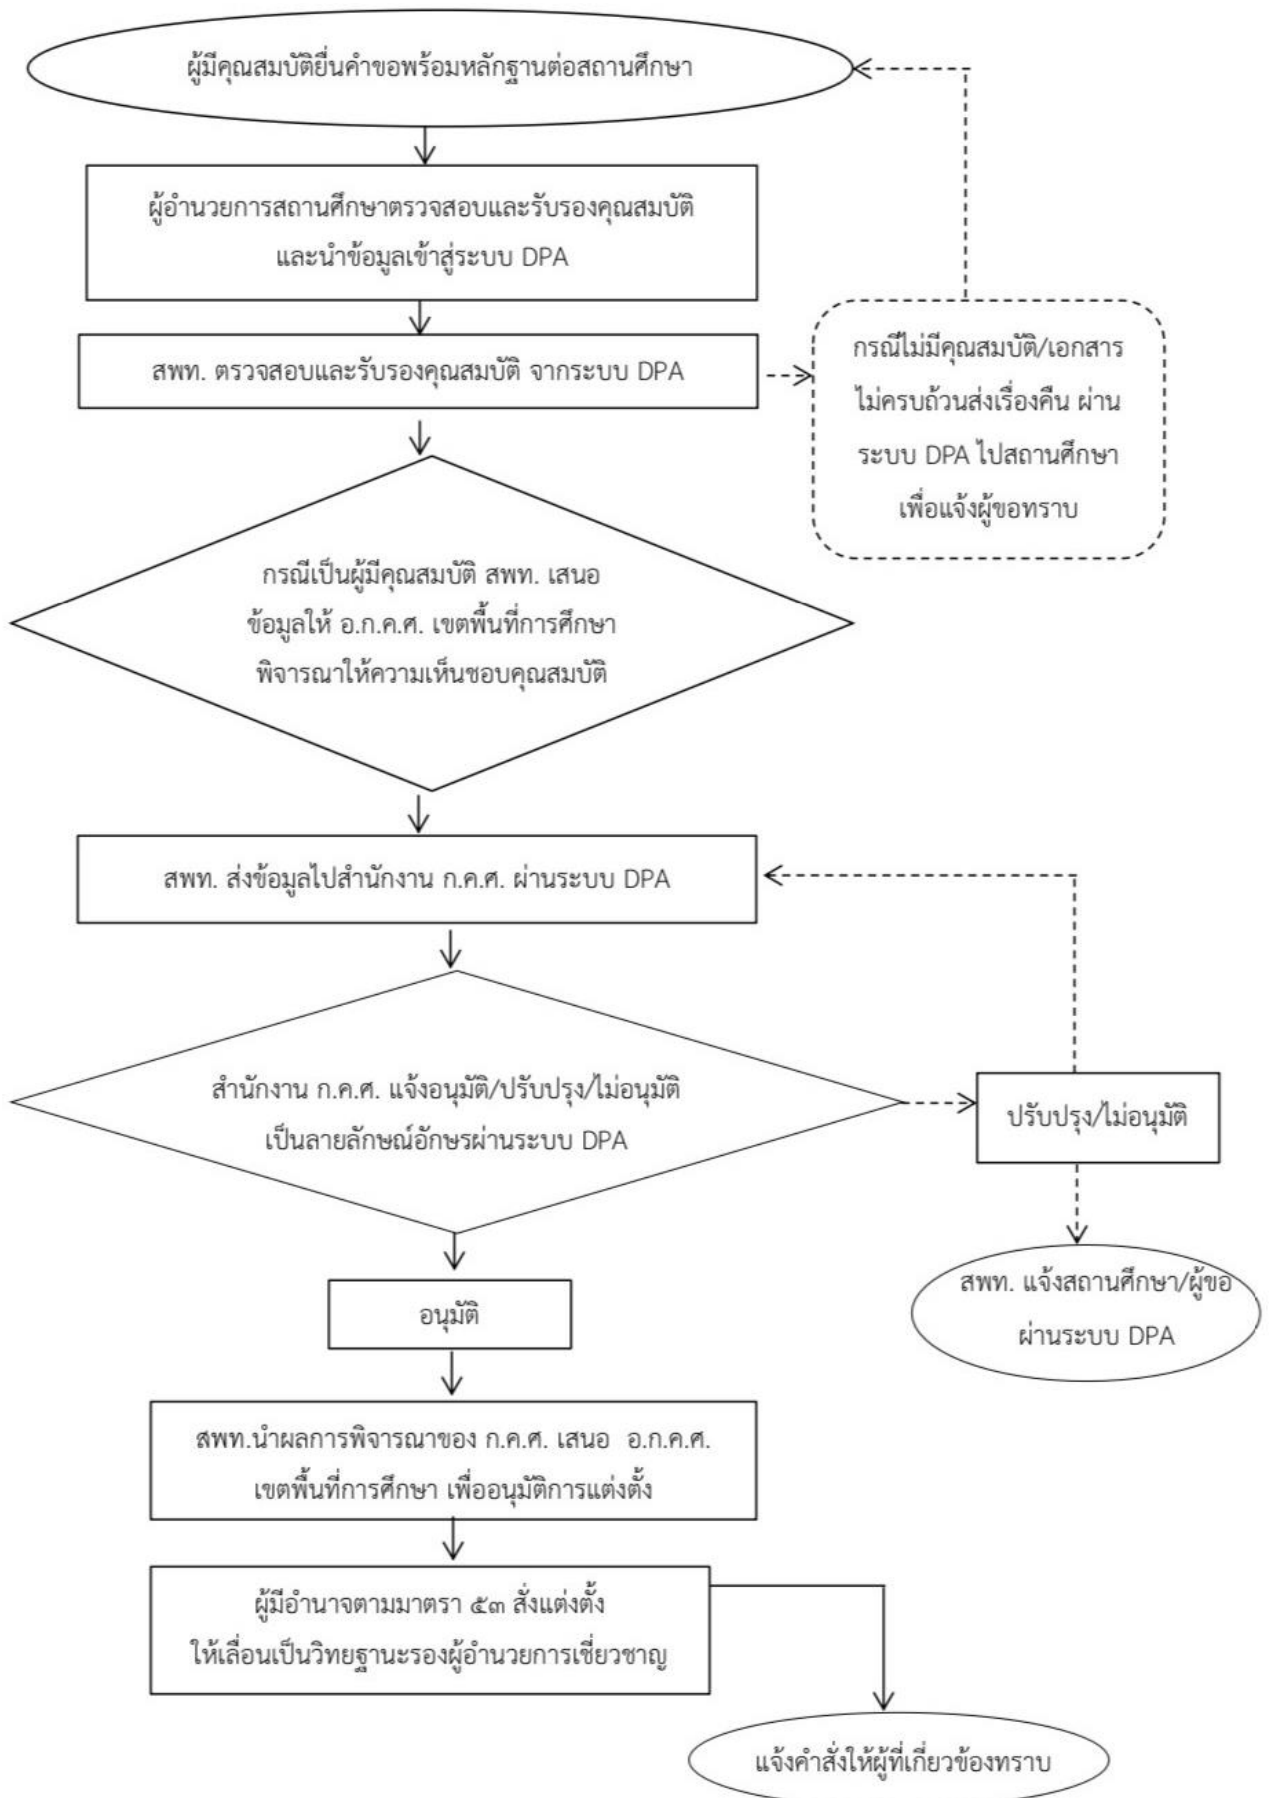 ผู้มีคุณสมบัติยื่นคำขอพร้อมหลักฐานต่อสถานศึกษา
ผู้อำนวยการสถานศึกษาตรวจสอบและรับรองคุณสมบัติ
และนำข้อมูลเข้าสู่ระบบ DPA
สพท. ตรวจสอบและรับรองคุณสมบัติ จากระบบ DPA
กรณีไม่มีคุณสมบัติ/เอกสาร
ไม่ครบถ้วนส่งเรื่องคืน ผ่าน
ระบบ DPA ไปสถานศึกษา
เพื่อแจ้งผู้ขอทราบ
กรณีเป็นผู้มีคุณสมบัติ สพท. เสนอ
ข้อมูลให้ อ.ก.ค.ศ. เขตพื้นที่การศึกษา
พิจารณาให้ความเห็นชอบคุณสมบัติ
สพท. ส่งข้อมูลไปสำนักงาน ก.ค.ศ. ผ่านระบบ DPA
สำนักงาน ก.ค.ศ. แจ้งอนุมัติ/ปรับปรุง/ไม่อนุมัติ
เป็นลายลักษณ์อักษรผ่านระบบ DPA
ปรับปรุง/ไม่อนุมัติ
สพท. แจ้งสถานศึกษา/ผู้ขอ
ผ่านระบบ DPA
อนุมัติ
สพท.นำผลการพิจารณาของ ก.ค.ศ. เสนอ อ.ก.ค.ศ.
เขตพื้นที่การศึกษา เพื่ออนุมัติการแต่งตั้ง
ผู้มีอำนาจตามมาตรา ๕๓ สั่งแต่งตั้ง
ให้เลื่อนเป็นวิทยฐานะรองผู้อำนวยการเชี่ยวชาญ
แจ้งคำสั่งให้ผู้ที่เกี่ยวข้องทราบ